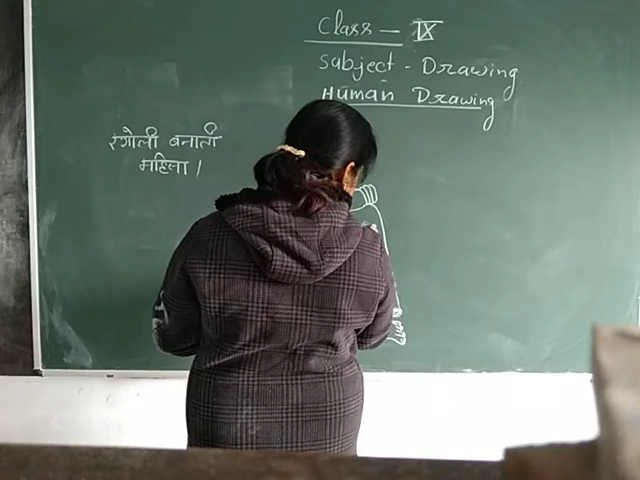 Class - IX
Subject - Drawing
Human Drawing
रंगोली बनाती
महिला।